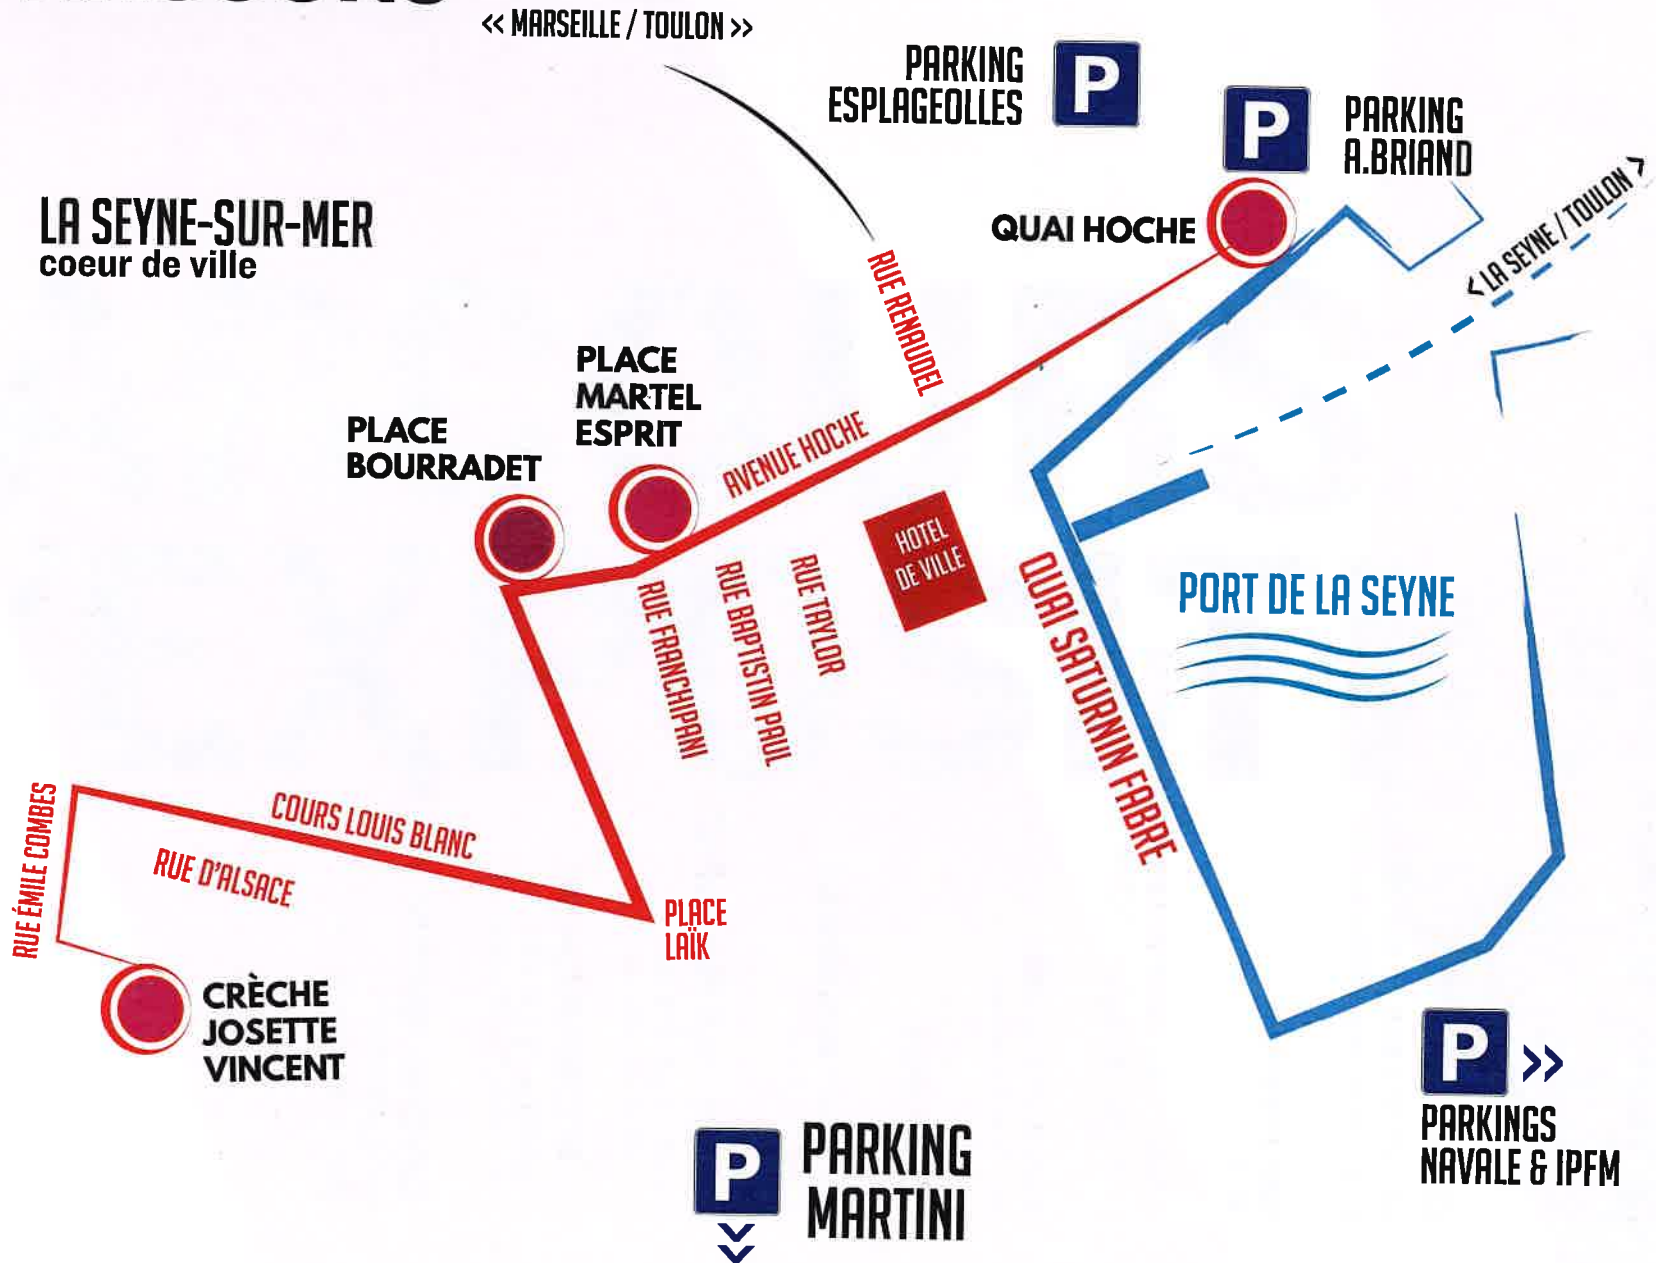 << MARSEILLE / TOULON >>
PARKING
ESPLAGEOLLES
P
P
PARKING
A.BRIAND
LA SEYNE-SUR-MER
coeur de ville
QUAI HOCHE
< LA SEYNE / TOULON >
RUE RENAUDEL
PLACE
MARTEL
ESPRIT
PLACE
BOURRADET
AVENUE HOCHE
HOTEL
DE VILLE
RUE FRANCHIPANI
RUE BAPTISTIN PAUL
RUE TAYLOR
QUAI SATURNIN FABRE
PORT DE LA SEYNE
RUE ÉMILE COMBES
COURS LOUIS BLANC
RUE D'ALSACE
PLACE
LAÏK
CRÈCHE
JOSETTE
VINCENT
P >>
PARKINGS
NAVALE & IPFM
P
PARKING
MARTINI